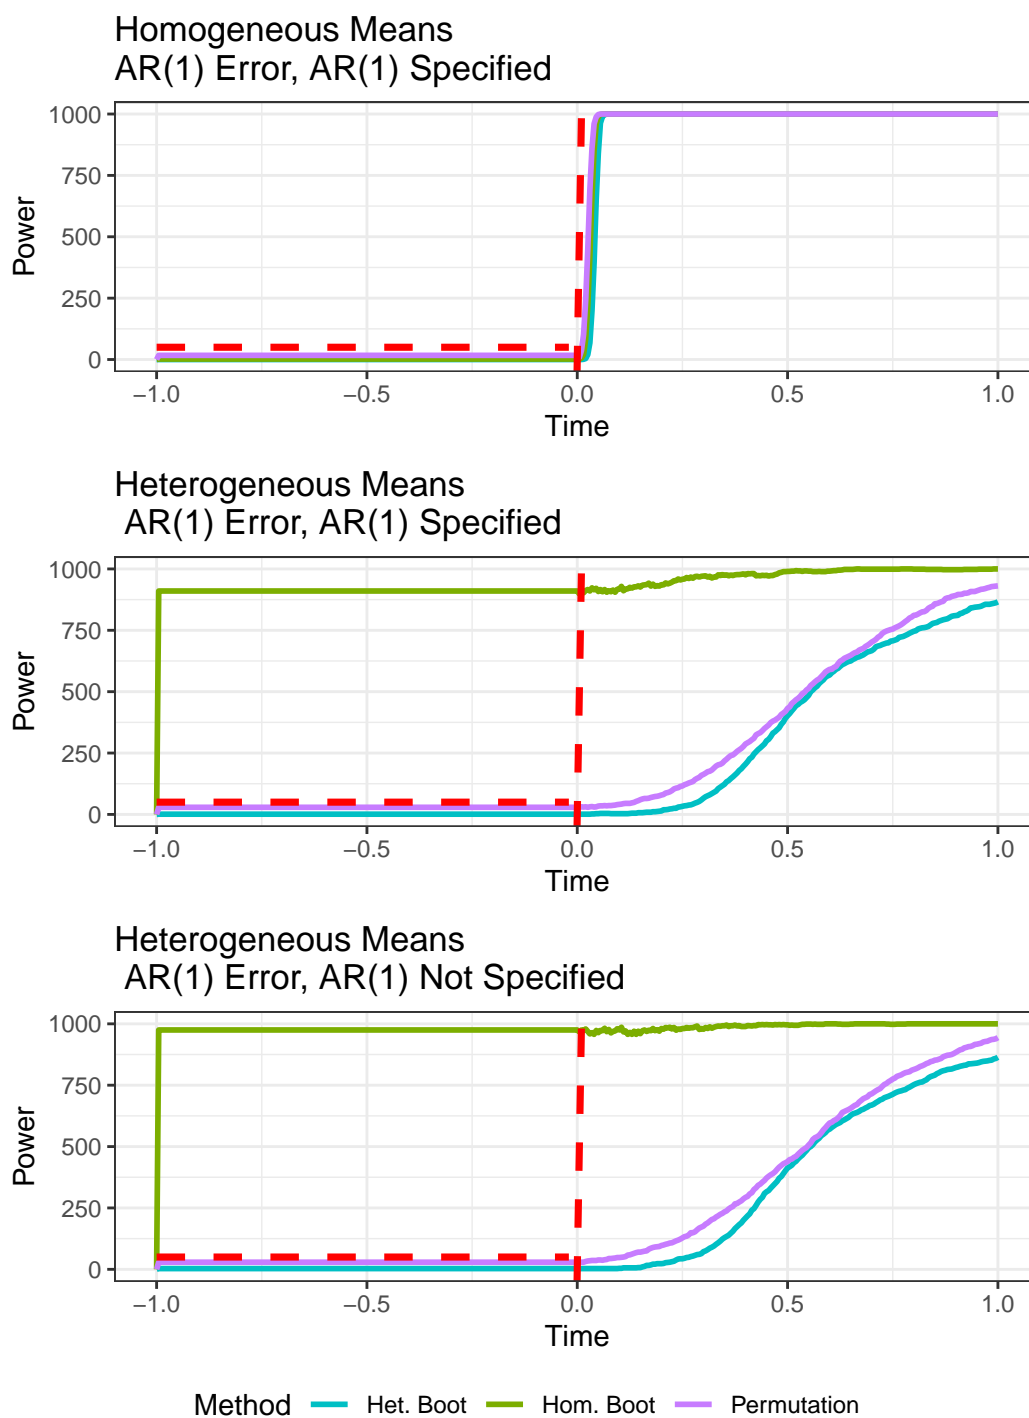 Homogeneous Means
AR(1) Error, AR(1) Specified
1000
750
500
250
0
Power
−1.0
−0.5
0.0
0.5
1.0
Time
Heterogeneous Means
AR(1) Error, AR(1) Specified
1000
750
500
250
0
Power
−1.0
−0.5
0.0
0.5
1.0
Time
Heterogeneous Means
AR(1) Error, AR(1) Not Specified
1000
750
500
250
0
Power
−1.0
−0.5
0.0
0.5
1.0
Time
Method
Het. Boot
Hom. Boot
Permutation